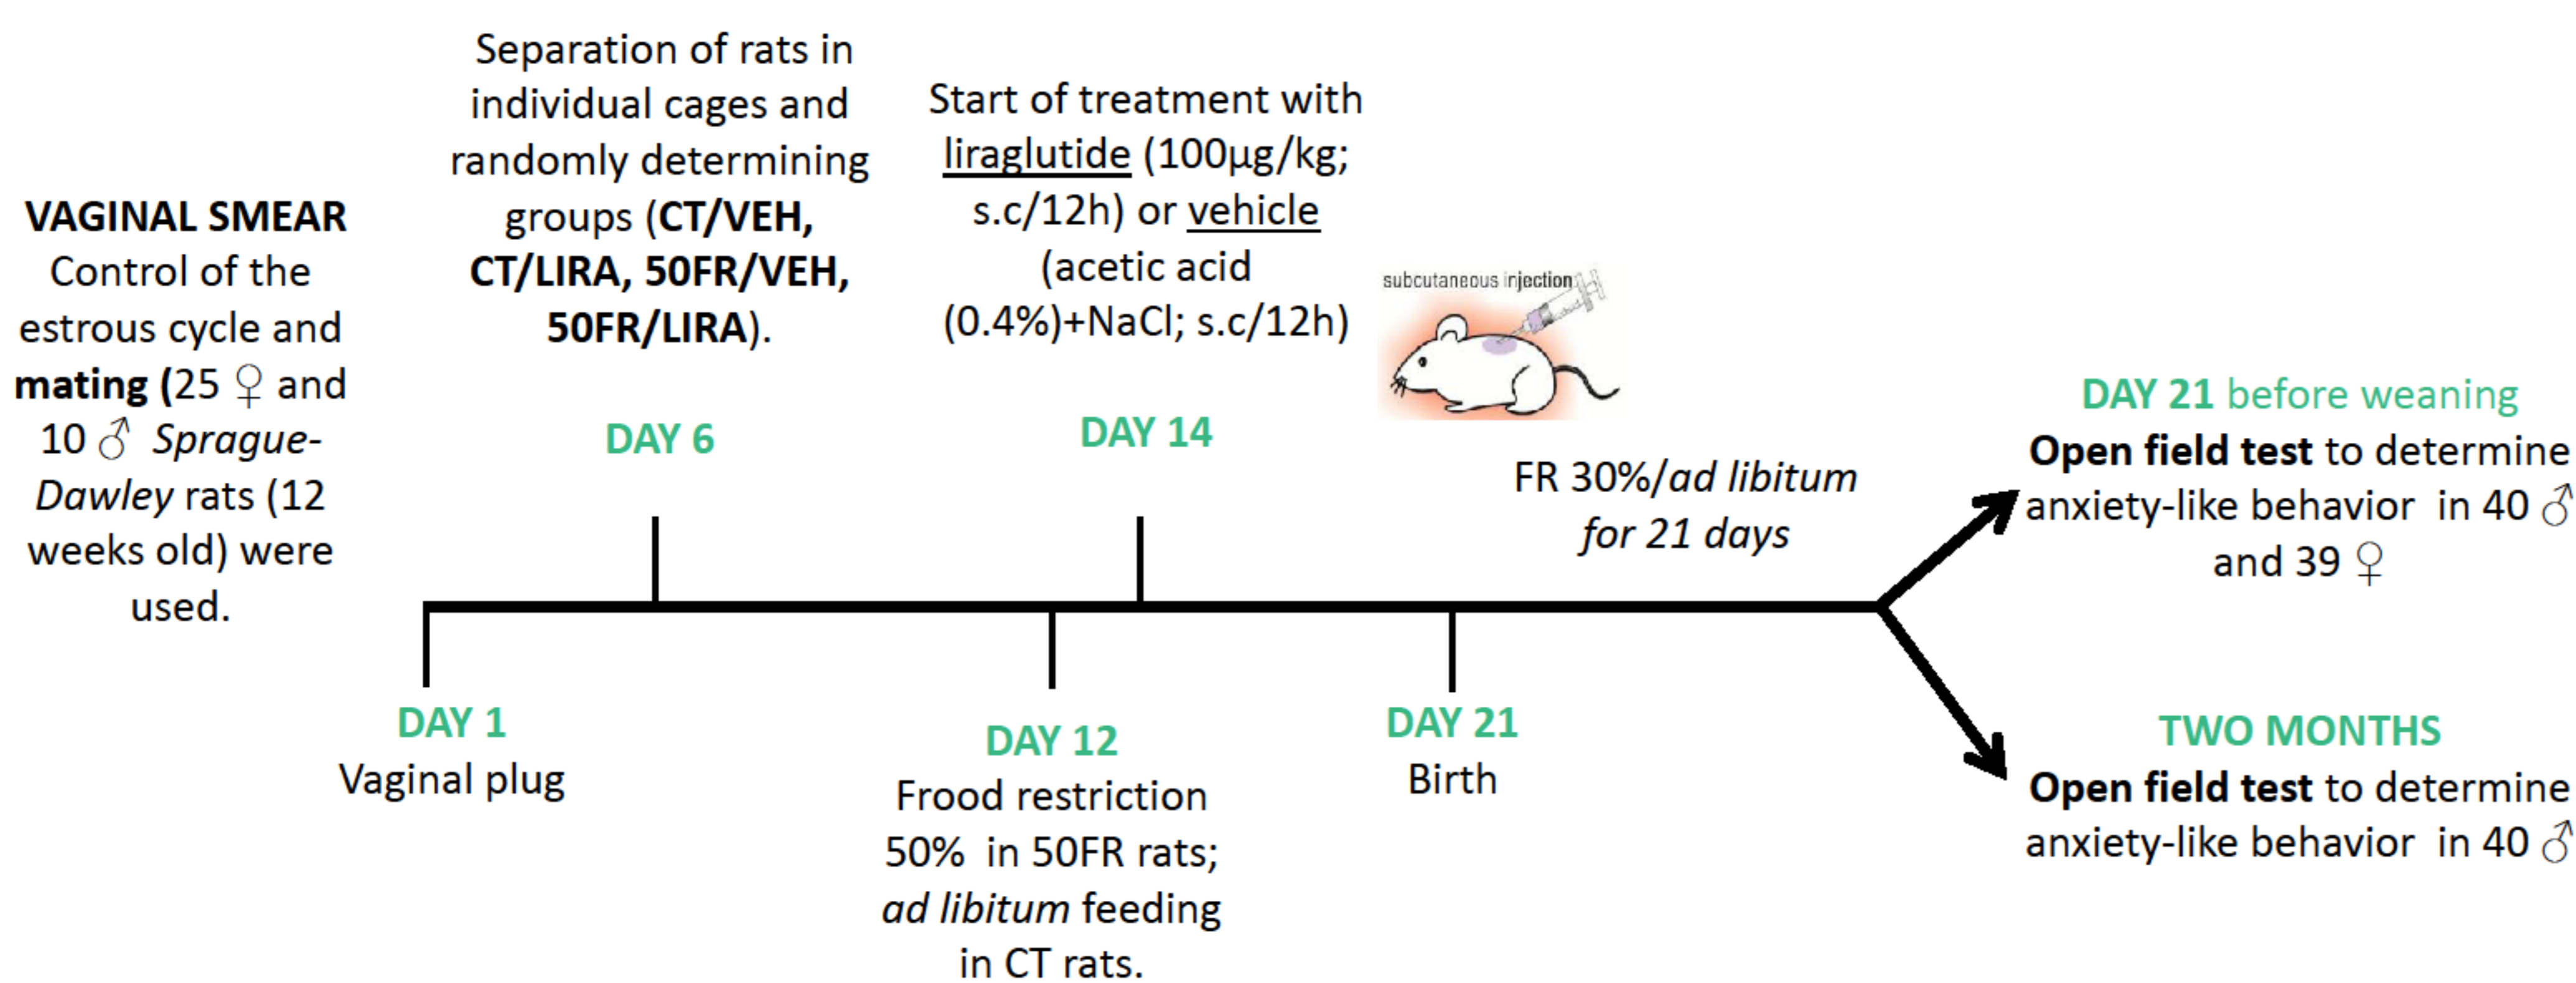 VAGINAL SMEAR
Control of the
estrous cycle and
mating (25 ♀ and
10 ♂ Sprague-
Dawley rats (12
weeks old) were
used.
Separation of rats in
individual cages and
randomly determining
groups (CT/VEH,
CT/LIRA, 50FR/VEH,
50FR/LIRA).
DAY 6
Start of treatment with
liraglutide (100µg/kg;
s.c/12h) or vehicle
(acetic acid
(0.4%)+NaCl; s.c/12h)
DAY 14
subcutaneous injection
FR 30%/ad libitum
for 21 days
DAY 1
Vaginal plug
DAY 12
Frood restriction
50% in 50FR rats;
ad libitum feeding
in CT rats.
DAY 21
Birth
DAY 21 before weaning
Open field test to determine
anxiety-like behavior in 40 ♂
and 39 ♀
TWO MONTHS
Open field test to determine
anxiety-like behavior in 40 ♂